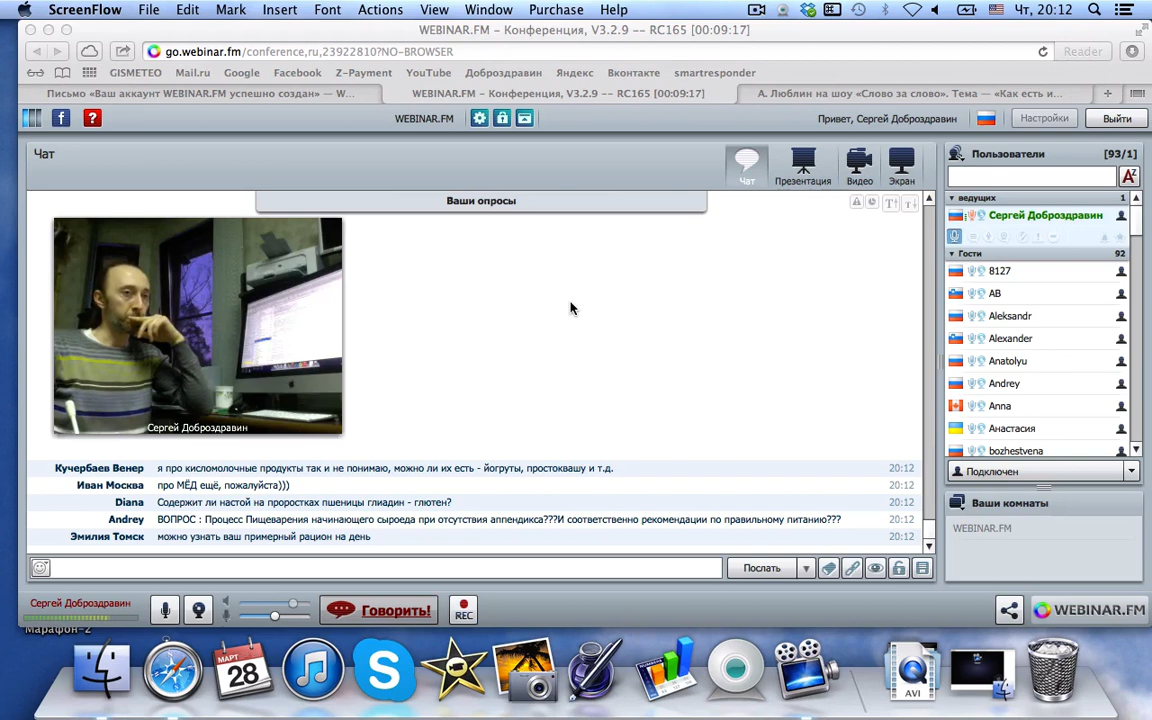 ScreenFlow File Edit Mark Insert Font Actions View Window Purchase Help Чт, 20:12
WEBINAR.FM – Конференция, V3.2.9 -- RC165 [00:09:17]
go.webinar.fm/conference,ru,23922810?NO-BROWSER Reader
GISMETEO Mail.ru Google Facebook Z-Payment YouTube Доброздравин Яндекс Вконтакте smartresponder
Письмо «Ваш аккаунт WEBINAR.FM успешно создан» — W... WEBINAR.FM – Конференция, V3.2.9 -- RC165 [00:09:17] А. Люблин на шоу «Слово за слово». Тема — «Как есть и...
WEBINAR.FM Привет, Сергей Доброздравин Настройки Выйти
Чат
Чат Презентация Видео Экран
Ваши опросы
Сергей Доброздравин
Кучербаев Венер я про кисломолочные продукты так и не понимаю, можно ли их есть - йогруты, простоквашу и т.д. 20:12
Иван Москва про МЁД ещё, пожалуйста))) 20:12
Diana Содержит ли настой на проростках пшеницы глиадин - глютен? 20:12
Andrey ВОПРОС : Процесс Пищеварения начинающего сыроеда при отсутствия аппендикса???И соответственно рекомендации по правильному питанию??? 20:12
Эмилия Томск можно узнать ваш примерный рацион на день 20:12
Послать
Пользователи [93/1]
ведущих 1
Сергей Доброздравин
Гости 92
8127
AB
Aleksandr
Alexander
Anatolyu
Andrey
Anna
Анастасия
bozhestvena
Подключен
Ваши комнаты
WEBINAR.FM
Сергей Доброздравин Говорить! REC WEBINAR.FM
Марафон-2
МАРТ
28
AVI